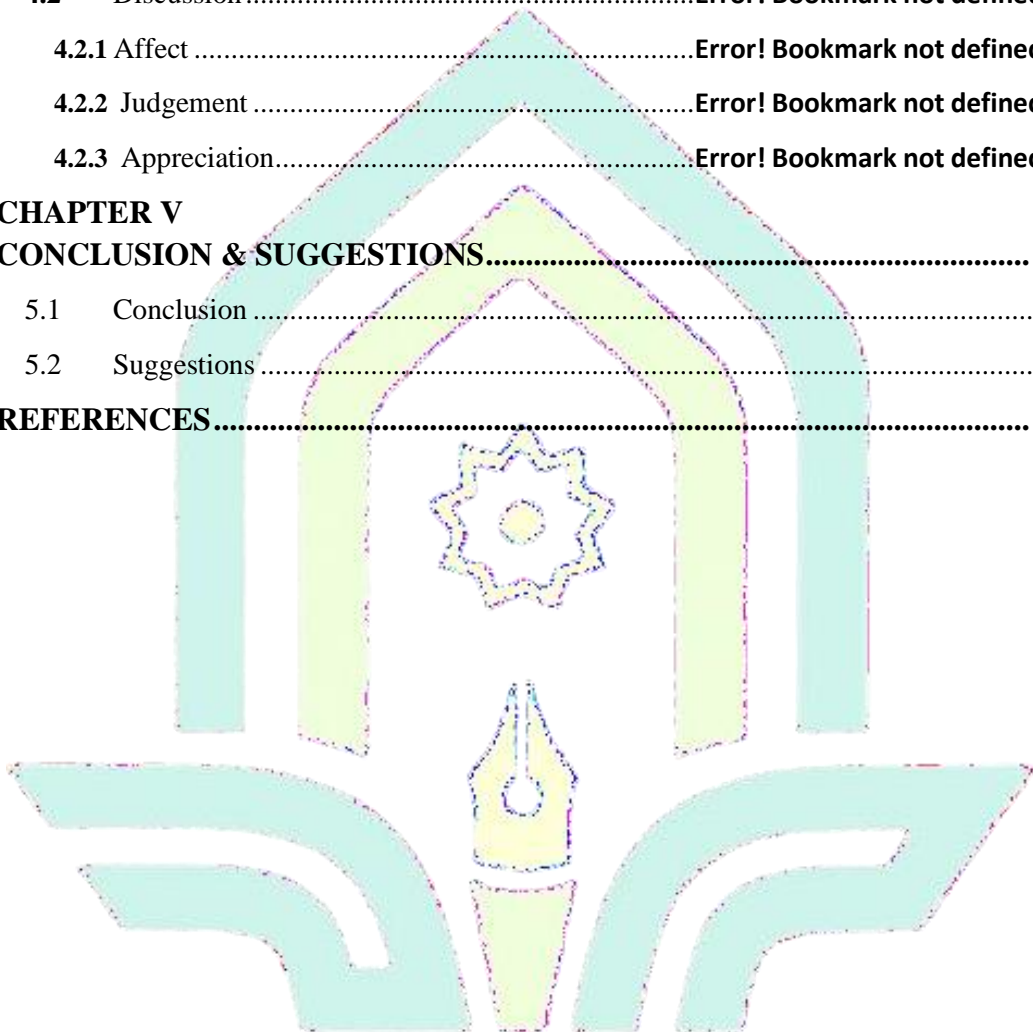 4.2 Discussion ................................................Error! Bookmark not defined
4.2.1 Affect ................................................Error! Bookmark not defined
4.2.2 Judgement ................................................Error! Bookmark not defined
4.2.3 Appreciation................................................Error! Bookmark not defined
CHAPTER V
CONCLUSION & SUGGESTIONS................................................
5.1 Conclusion ................................................
5.2 Suggestions ................................................
REFERENCES................................................